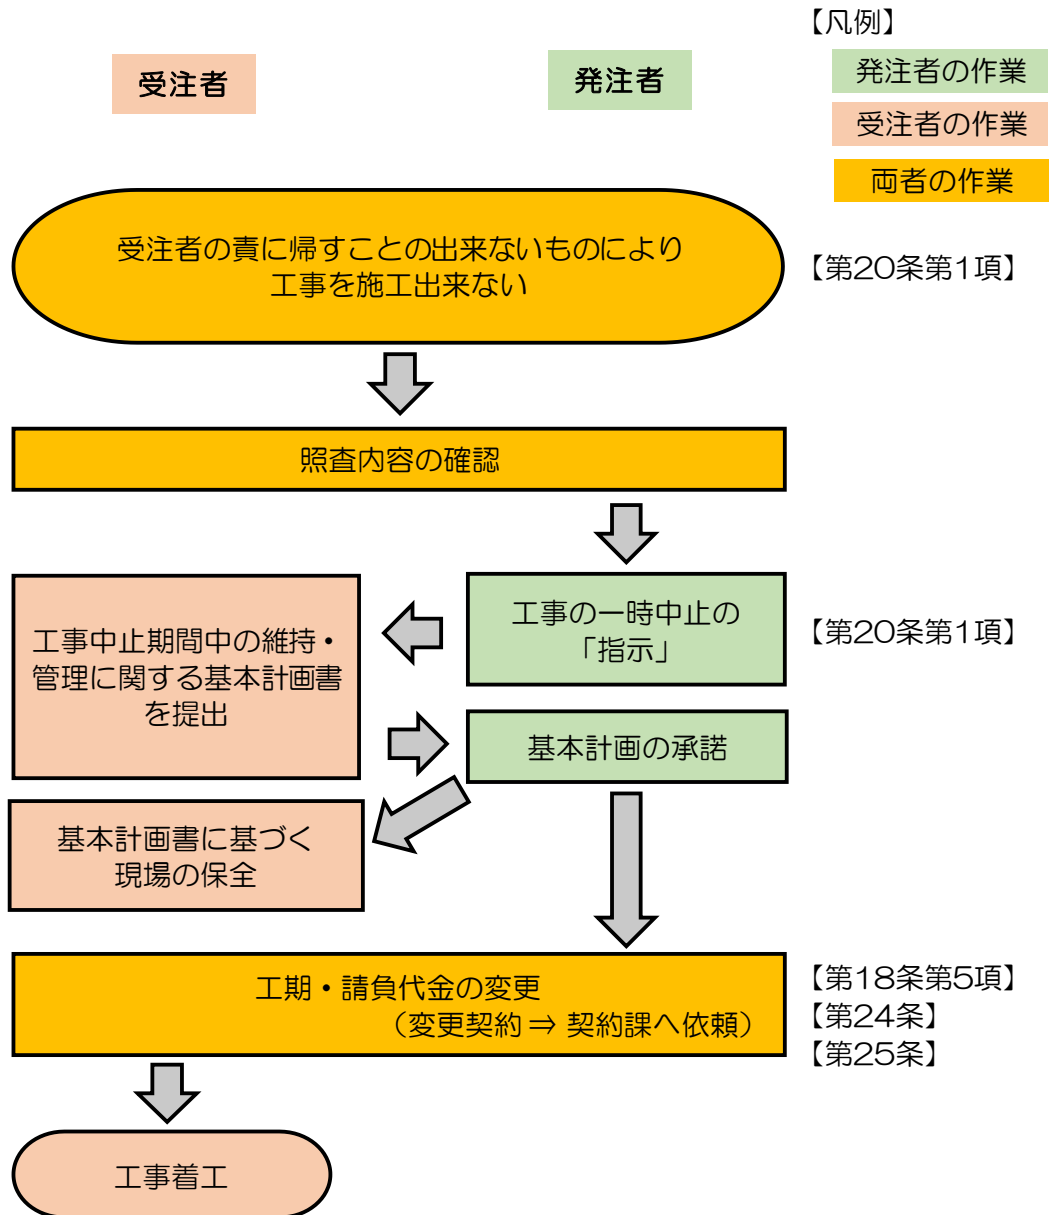 【凡例】
受注者
発注者
発注者の作業
受注者の作業
両者の作業
受注者の責に帰すことの出来ないものにより
工事を施工出来ない
【第20条第1項】
照査内容の確認
工事の一時中止の
「指示」
【第20条第1項】
工事中止期間中の維持・
管理に関する基本計画書
を提出
基本計画の承諾
基本計画書に基づく
現場の保全
工期・請負代金の変更
（変更契約⇒ 契約課へ依頼）
【第18条第5項】
【第24条】
【第25条】
工事着工